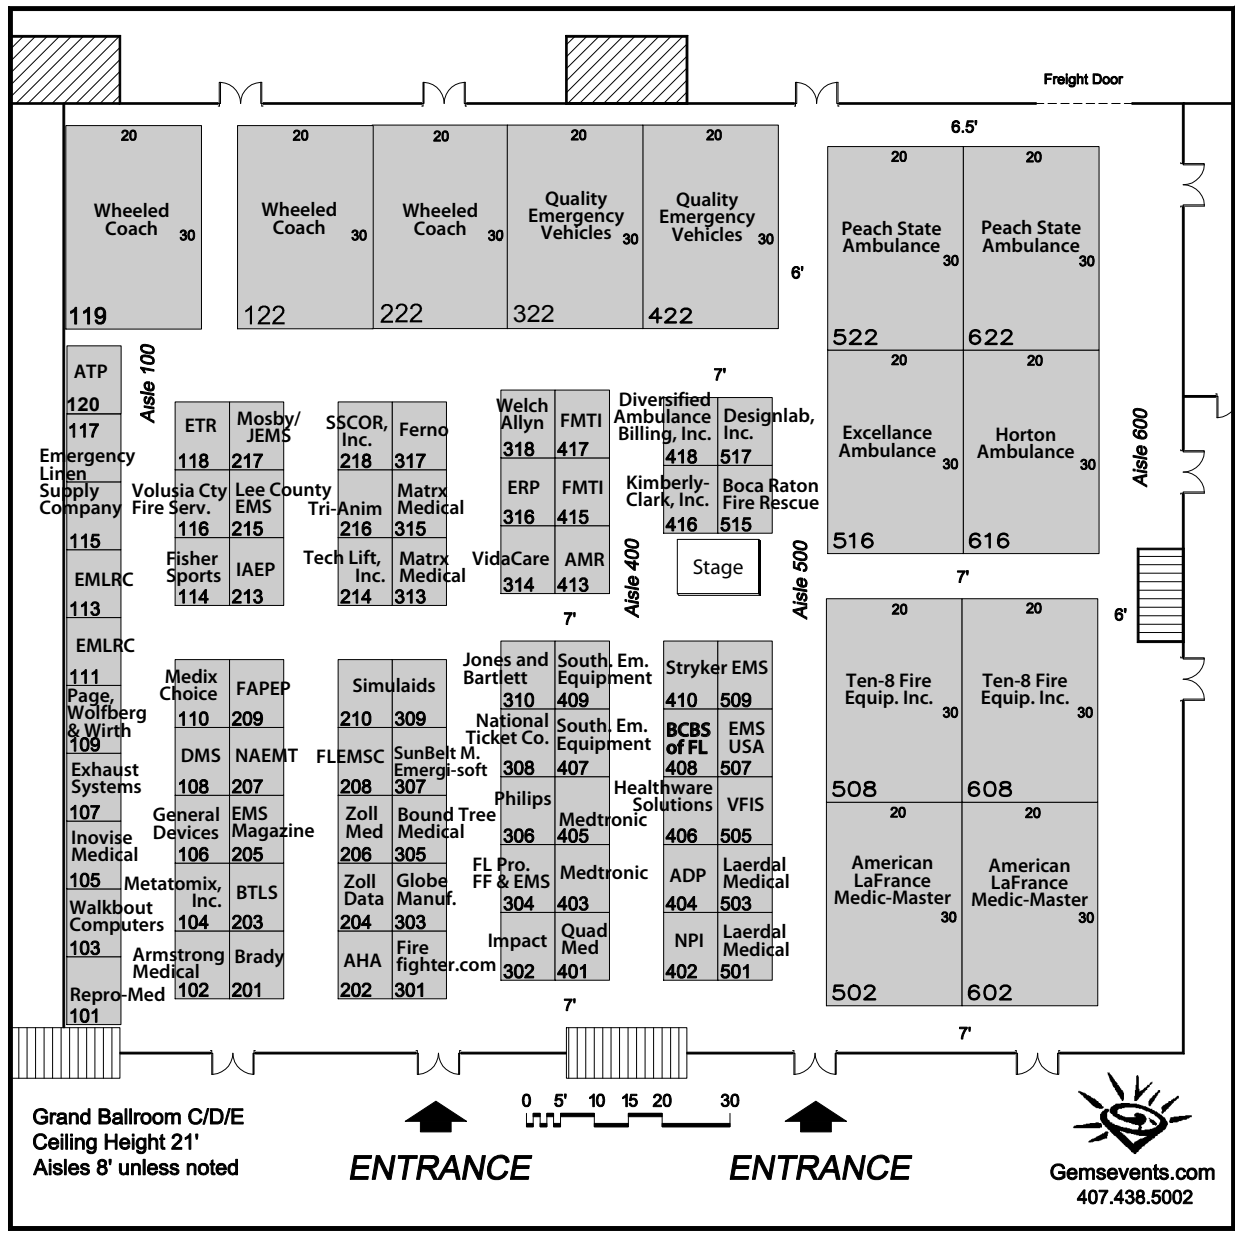 Freight Door
6.5'
20
Wheeled
Coach
30
119
20
Wheeled
Coach
30
122
20
Wheeled
Coach
30
222
20
Quality
Emergency
Vehicles
30
322
20
Quality
Emergency
Vehicles
30
422
6'
20
Peach State
Ambulance
30
522
20
Peach State
Ambulance
30
622
20
Excellance
Ambulance
30
516
20
Horton
Ambulance
30
616
Aisle 100
7'
Aisle 600
ATP
120
117
Emergency
Linen
Supply
Company
115
EMLRC
113
EMLRC
111
Page,
Wolfberg
& Wirth
109
Exhaust
Systems
107
Inovise
Medical
105
Walkbout
Computers
103
Repro-Med
101
ETR
118
Mosby/
JEMS
217
Volusia Cty
Fire Serv.
116
Lee County
EMS
215
Fisher
Sports
114
IAEP
213
SSCOR,
Inc.
218
Ferno
317
Tri-Anim
216
Matrx
Medical
315
Tech Lift,
Inc.
214
Matrx
Medical
313
Welch
Allyn
318
FMTI
417
ERP
316
FMTI
415
VidaCare
314
AMR
413
7'
Aisle 400
Diversified
Ambulance
Billing, Inc.
418
Designlab,
Inc.
517
Kimberly-
Clark, Inc.
416
Boca Raton
Fire Rescue
515
Stage
Aisle 500
7'
6'
Medix
Choice
110
FAPEP
209
DMS
108
NAEMT
207
General
Devices
106
EMS
Magazine
205
Metatomix,
Inc.
104
BTLS
203
Armstrong
Medical
102
Brady
201
Simulaids
210
309
FLEMSC
208
SunBelt M.
Emergi-soft
307
Zoll
Med
206
Bound Tree
Medical
305
Zoll
Data
204
Globe
Manuf.
303
AHA
202
Fire
fighter.com
301
Jones and
Bartlett
310
South. Em.
Equipment
409
National
Ticket Co.
308
South. Em.
Equipment
407
Philips
306
Medtronic
405
FL Pro.
FF & EMS
304
Medtronic
403
Impact
302
Quad
Med
401
7'
Stryker
410
EMS
509
BCBS
of FL
408
EMS
USA
507
Healthware
Solutions
406
VFIS
505
ADP
404
Laerdal
Medical
503
NPI
402
Laerdal
Medical
501
20
Ten-8 Fire
Equip. Inc.
30
508
20
Ten-8 Fire
Equip. Inc.
30
608
20
American
LaFrance
Medic-Master
30
502
20
American
LaFrance
Medic-Master
30
602
7'
Grand Ballroom C/D/E
Ceiling Height 21'
Aisles 8' unless noted
0 5' 10 15 20 30
ENTRANCE
ENTRANCE
Gemsevents.com
407.438.5002